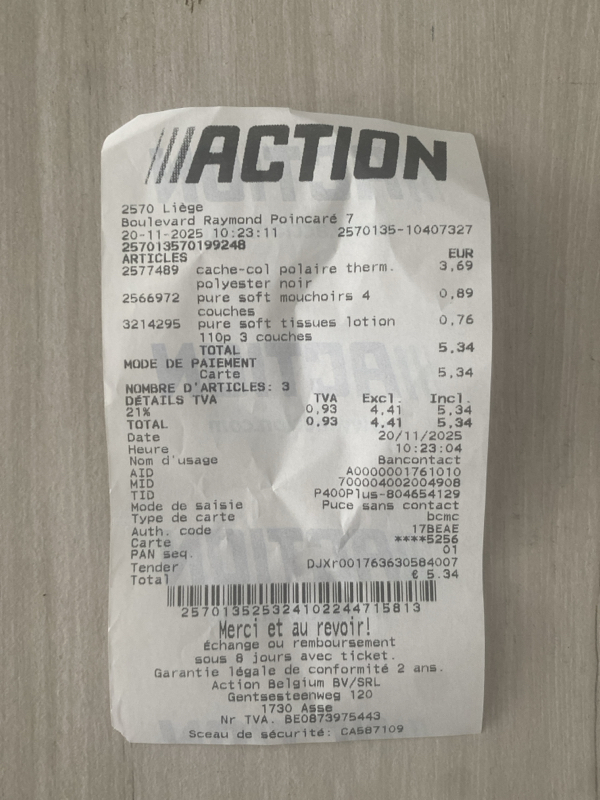 ///ACTION
2570 Liège
Boulevard Raymond Poincaré 7
20-11-2025 10:23:11 2570135-10407327
257013570199248
ARTICLES EUR
2577489 cache-col polaire therm. 3,69
polyester noir
2566972 pure soft mouchoirs 4 0,89
couches
3214295 pure soft tissues lotion 0,76
110p 3 couches
TOTAL 5,34
MODE DE PAIEMENT
Carte 5,34
NOMBRE D'ARTICLES: 3
DÉTAILS TVA TVA Excl. Incl.
21% 0,93 4,41 5,34
TOTAL 0,93 4,41 5,34
Date 20/11/2025
Heure 10:23:04
Nom d'usage Bancontact
AID A0000001761010
MID 700004002004908
TID P400Plus-804654129
Mode de saisie Puce sans contact
Type de carte bcmc
Auth. code 17BEAE
Carte ****5256
PAN seq. 01
Tender DJXr001763630584007
Total € 5.34
257013525324102244715813
Merci et au revoir!
Échange ou remboursement
sous 8 jours avec ticket.
Garantie légale de conformité 2 ans.
Action Belgium BV/SRL
Gentsesteenweg 120
1730 Asse
Nr TVA. BE0873975443
Sceau de sécurité: CA587109